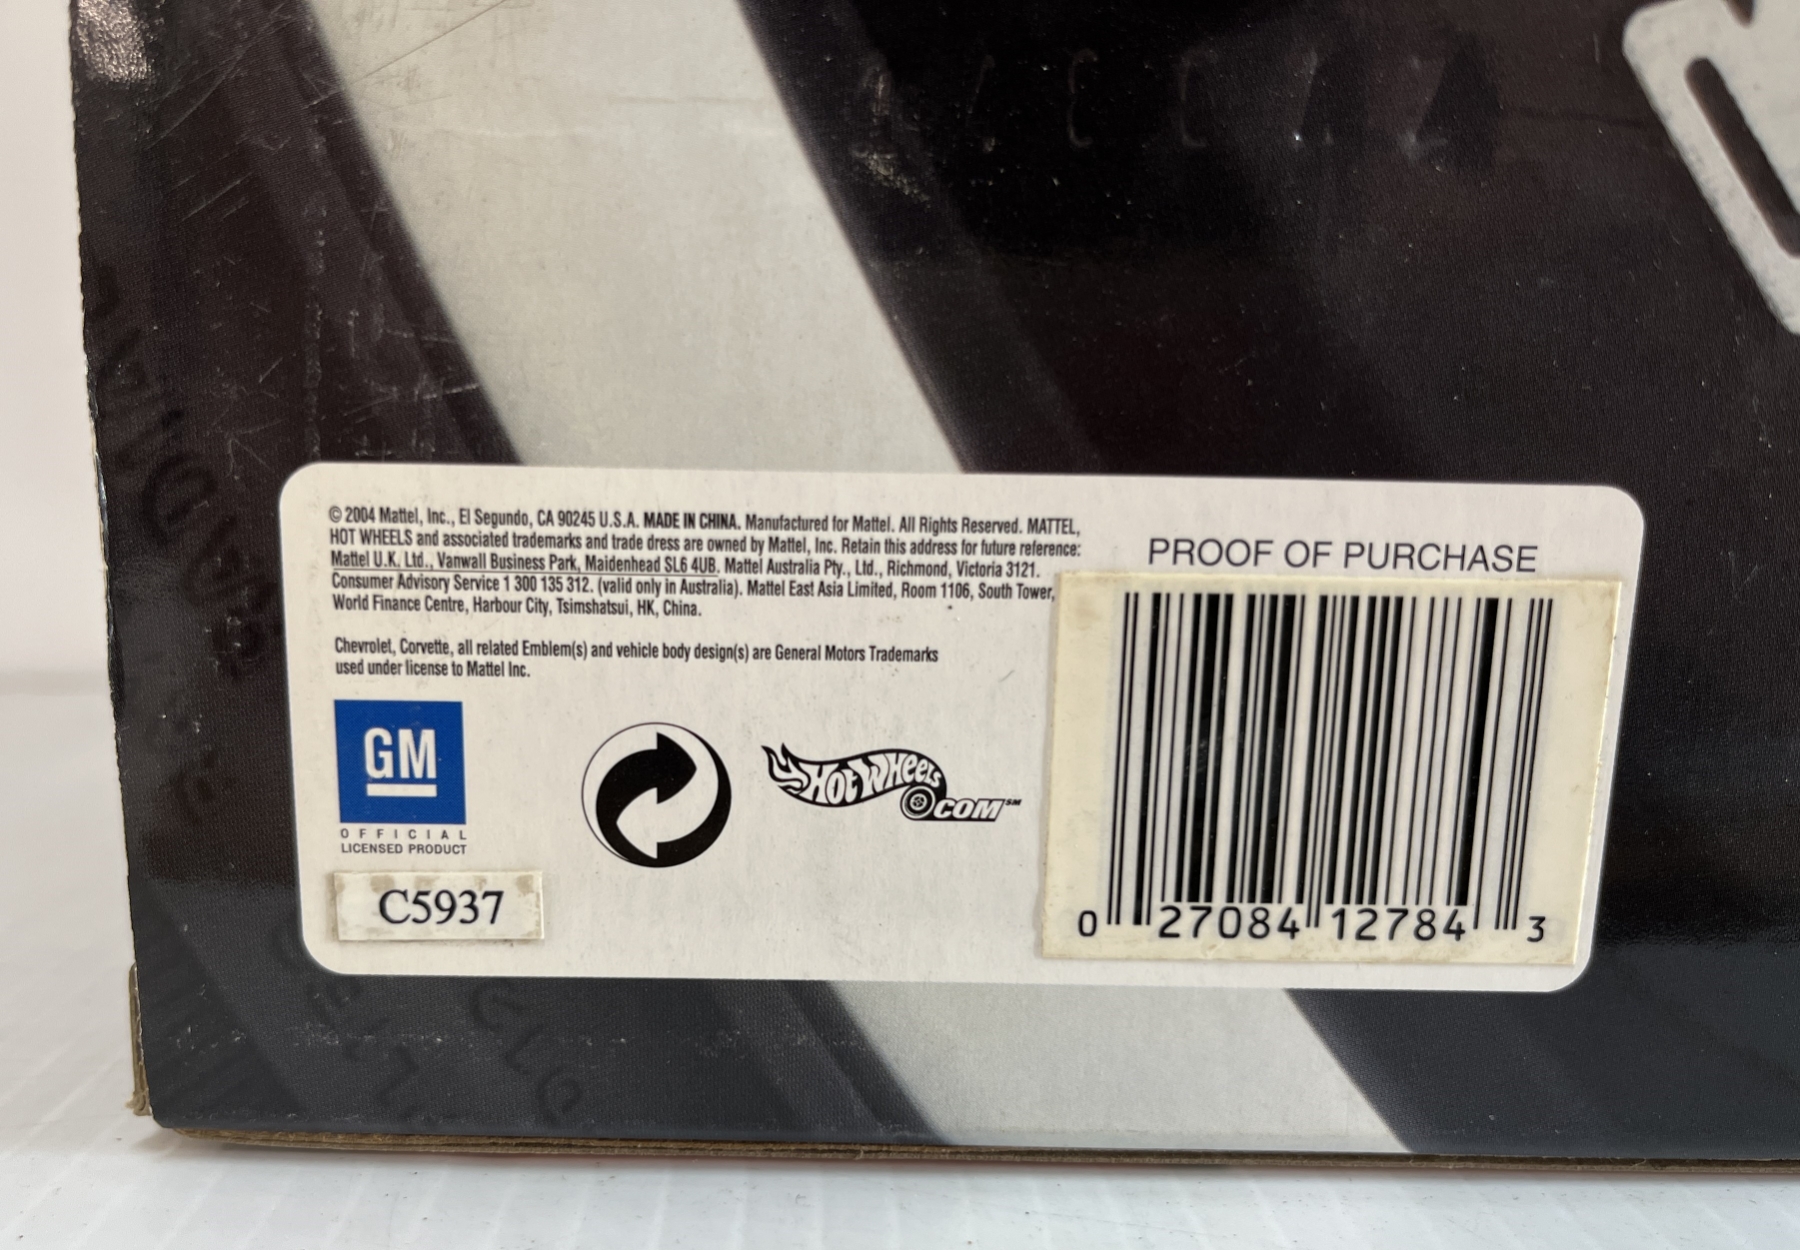 © 2004 Mattel, Inc., El Segundo, CA 90245 U.S.A. MADE IN CHINA. Manufactured for Mattel. All Rights Reserved. MATTEL,
HOT WHEELS and associated trademarks and trade dress are owned by Mattel, Inc. Retain this address for future reference:
Mattel U.K. Ltd., Vanwall Business Park, Maidenhead SL6 4UB. Mattel Australia Pty., Ltd., Richmond, Victoria 3121.
Consumer Advisory Service 1 300 135 312. (valid only in Australia). Mattel East Asia Limited, Room 1106, South Tower,
World Finance Centre, Harbour City, Tsimshatsui, HK, China.
Chevrolet, Corvette, all related Emblem(s) and vehicle body design(s) are General Motors Trademarks
used under license to Mattel Inc.
GM
OFFICIAL
LICENSED PRODUCT
C5937
HOT WHEELS
.COM℠
PROOF OF PURCHASE
0 27084 12784 3